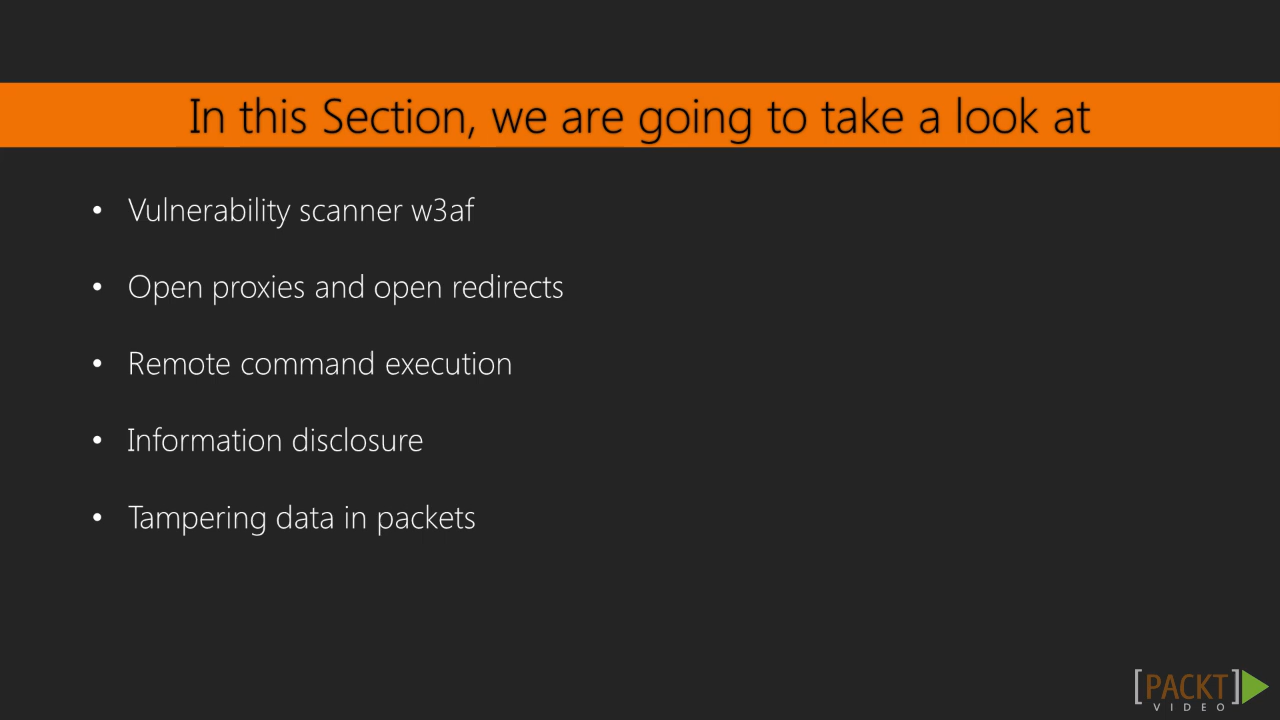 In this Section, we are going to take a look at
• Vulnerability scanner w3af
• Open proxies and open redirects
• Remote command execution
• Information disclosure
• Tampering data in packets
[PACKT]
VIDEO